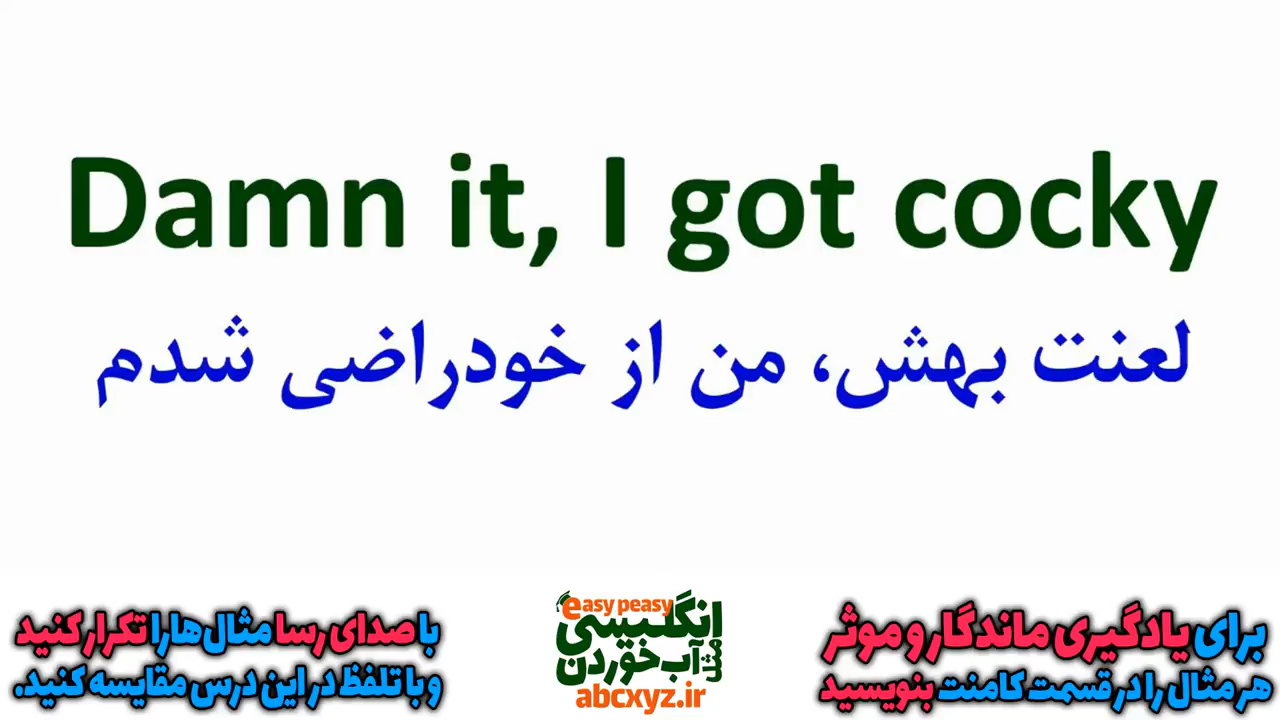 Damn it, I got cocky
لعنت بهش، من از خودراضی شدم
برای یادگیری ماندگار و موثر
هر مثال را در قسمت کامنت بنویسید
easy peasy
انگلیسی
مثل آب خوردن
abcxyz.ir
با صدای رسا مثال‌ها را تکرار کنید
و با تلفظ در این درس مقایسه کنید.